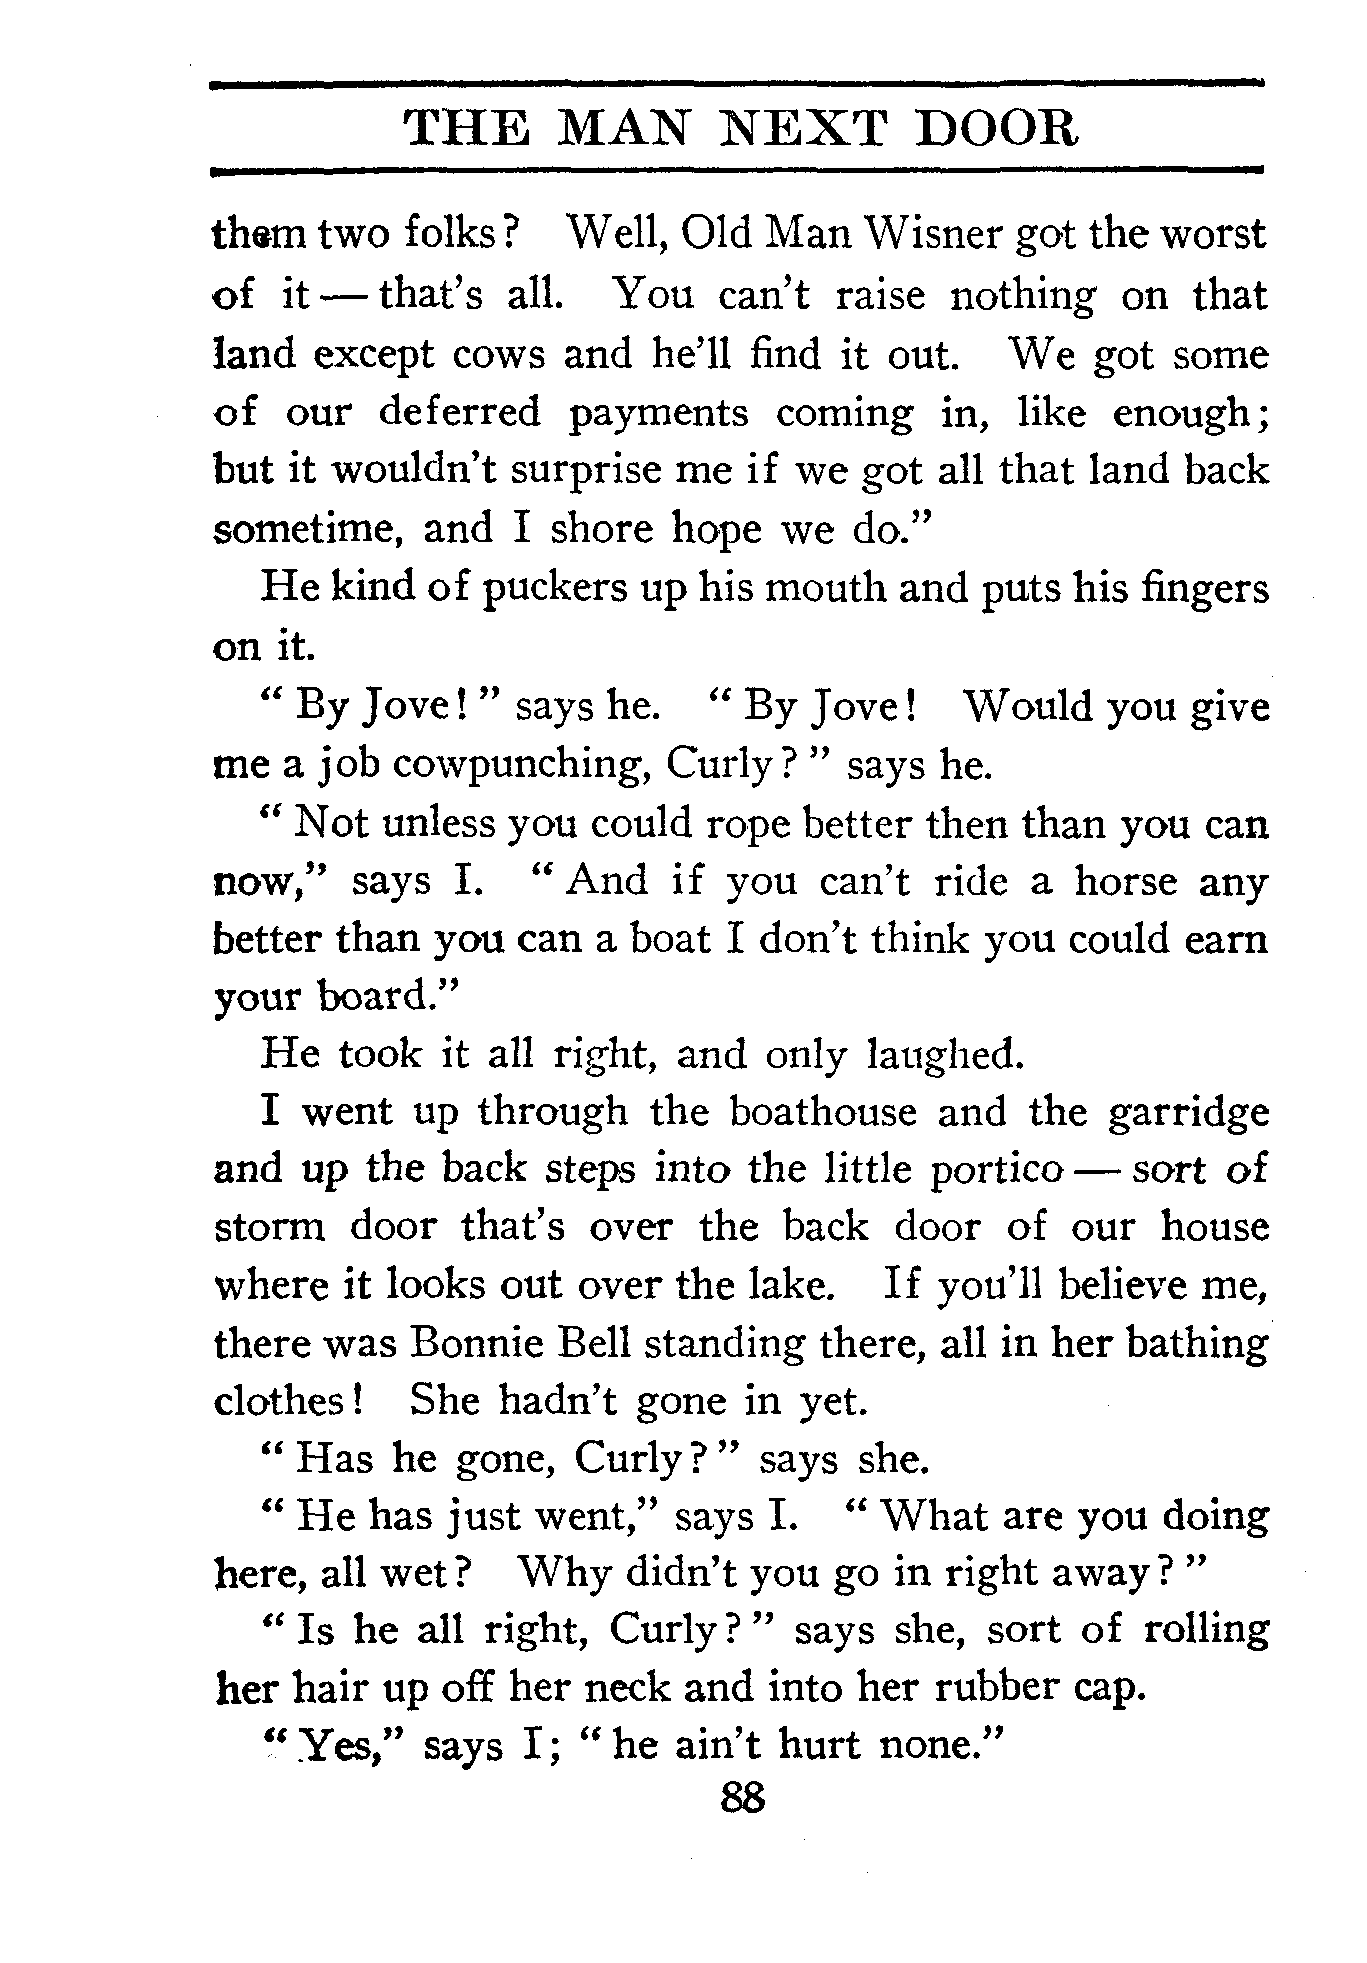 THE MAN NEXT DOOR
them two folks? Well, Old Man Wisner got the worst
of it — that's all. You can't raise nothing on that
land except cows and he'll find it out. We got some
of our deferred payments coming in, like enough;
but it wouldn't surprise me if we got all that land back
sometime, and I shore hope we do."
He kind of puckers up his mouth and puts his fingers
on it.
" By Jove! " says he. " By Jove! Would you give
me a job cowpunching, Curly? " says he.
" Not unless you could rope better then than you can
now," says I. " And if you can't ride a horse any
better than you can a boat I don't think you could earn
your board."
He took it all right, and only laughed.
I went up through the boathouse and the garridge
and up the back steps into the little portico — sort of
storm door that's over the back door of our house
where it looks out over the lake. If you'll believe me,
there was Bonnie Bell standing there, all in her bathing
clothes! She hadn't gone in yet.
" Has he gone, Curly? " says she.
" He has just went," says I. " What are you doing
here, all wet? Why didn't you go in right away? "
" Is he all right, Curly? " says she, sort of rolling
her hair up off her neck and into her rubber cap.
" Yes," says I; " he ain't hurt none."
88